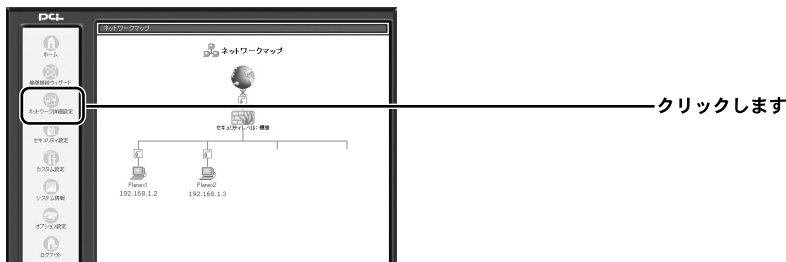 PCi
ネットワークマップ
ネットワークマップ
ホーム
簡単接続ウィザード
ネットワーク詳細設定
クリックします
セキュリティレベル: 標準
セキュリティ設定
カスタム設定
Planex1
Planex2
192.168.1.2
192.168.1.3
システム情報
オプション設定
ログアウト